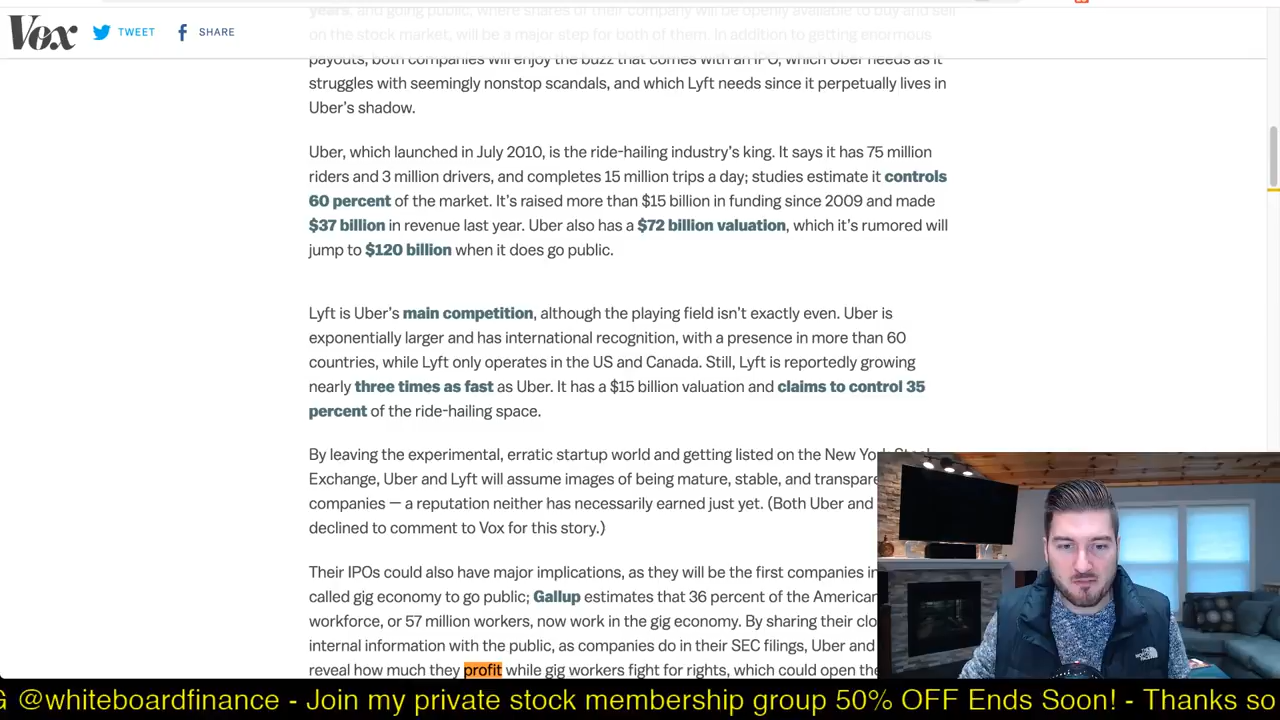 years, and going public, where shares of their company will be openly available to buy and sell
Vox TWEET SHARE
on the stock market, will be a major step for both of them. In addition to getting enormous
payouts, both companies will enjoy the buzz that comes with an IPO, which Uber needs as it
struggles with seemingly nonstop scandals, and which Lyft needs since it perpetually lives in
Uber’s shadow.
Uber, which launched in July 2010, is the ride-hailing industry’s king. It says it has 75 million
riders and 3 million drivers, and completes 15 million trips a day; studies estimate it controls
60 percent of the market. It’s raised more than $15 billion in funding since 2009 and made
$37 billion in revenue last year. Uber also has a $72 billion valuation, which it’s rumored will
jump to $120 billion when it does go public.
Lyft is Uber’s main competition, although the playing field isn’t exactly even. Uber is
exponentially larger and has international recognition, with a presence in more than 60
countries, while Lyft only operates in the US and Canada. Still, Lyft is reportedly growing
nearly three times as fast as Uber. It has a $15 billion valuation and claims to control 35
percent of the ride-hailing space.
By leaving the experimental, erratic startup world and getting listed on the New York Stock
Exchange, Uber and Lyft will assume images of being mature, stable, and transpare
companies — a reputation neither has necessarily earned just yet. (Both Uber and
declined to comment to Vox for this story.)
Their IPOs could also have major implications, as they will be the first companies in
called gig economy to go public; Gallup estimates that 36 percent of the American
workforce, or 57 million workers, now work in the gig economy. By sharing their clo
internal information with the public, as companies do in their SEC filings, Uber and
reveal how much they profit while gig workers fight for rights, which could open the
G @whiteboardfinance - Join my private stock membership group 50% OFF Ends Soon! - Thanks so